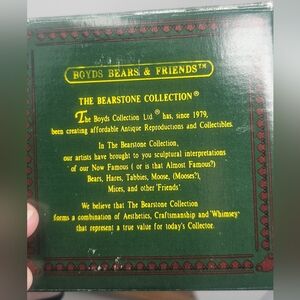 BOYDS BEARS & FRIENDS™
THE BEARSTONE COLLECTION®
The Boyds Collection Ltd.® has, since 1979,
been creating affordable Antique Reproductions and Collectibles.
In The Bearstone Collection,
our artists have brought to you sculptural interpretations
of our Now Famous ( or is that Almost Famous?)
Bears, Hares, Tabbies, Moose, (Mooses?),
Mices, and other 'Friends'.
We believe that The Bearstone Collection
forms a combination of Aesthetics, Craftsmanship and 'Whimsey'
that represent a true value for today's Collector.